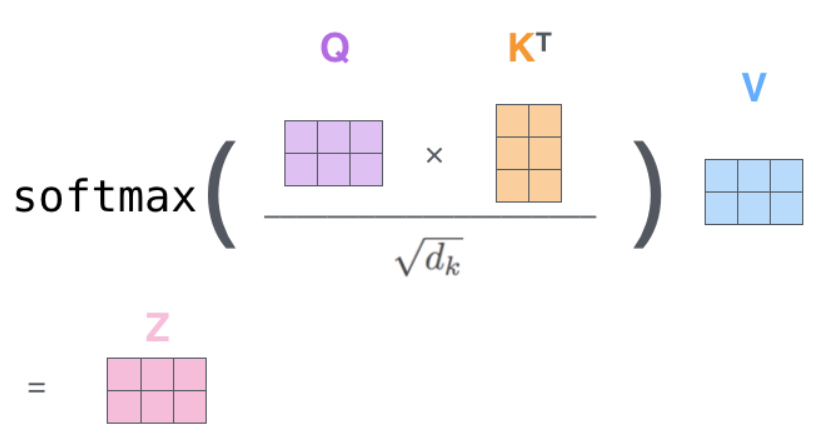 Q
Kᵀ
V
softmax( × )
√dₖ
Z
=